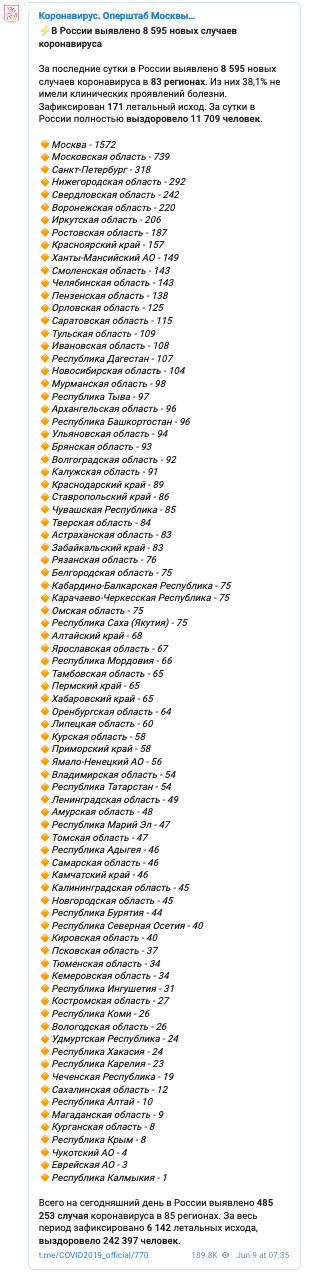 Коронавирус. Оперштаб Москвы…
⚡В России выявлено 8 595 новых случаев
коронавируса
За последние сутки в России выявлено 8 595 новых
случаев коронавируса в 83 регионах. Из них 38,1% не
имели клинических проявлений болезни.
Зафиксирован 171 летальный исход. За сутки в
России полностью выздоровело 11 709 человек.
🔸Москва - 1572
🔸Московская область - 739
🔸Санкт-Петербург - 318
🔸Нижегородская область - 292
🔸Свердловская область - 242
🔸Воронежская область - 220
🔸Иркутская область - 206
🔸Ростовская область - 187
🔸Красноярский край - 157
🔸Ханты-Мансийский АО - 149
🔸Смоленская область - 143
🔸Челябинская область - 143
🔸Пензенская область - 138
🔸Орловская область - 125
🔸Саратовская область - 115
🔸Тульская область - 109
🔸Ивановская область - 108
🔸Республика Дагестан - 107
🔸Новосибирская область - 104
🔸Мурманская область - 98
🔸Республика Тыва - 97
🔸Архангельская область - 96
🔸Республика Башкортостан - 96
🔸Ульяновская область - 94
🔸Брянская область - 93
🔸Волгоградская область - 92
🔸Калужская область - 91
🔸Краснодарский край - 89
🔸Ставропольский край - 86
🔸Чувашская Республика - 85
🔸Тверская область - 84
🔸Астраханская область - 83
🔸Забайкальский край - 83
🔸Рязанская область - 76
🔸Белгородская область - 75
🔸Кабардино-Балкарская Республика - 75
🔸Карачаево-Черкесская Республика - 75
🔸Омская область - 75
🔸Республика Саха (Якутия) - 75
🔸Алтайский край - 68
🔸Ярославская область - 67
🔸Республика Мордовия - 66
🔸Тамбовская область - 65
🔸Пермский край - 65
🔸Хабаровский край - 65
🔸Оренбургская область - 64
🔸Липецкая область - 60
🔸Курская область - 58
🔸Приморский край - 58
🔸Ямало-Ненецкий АО - 56
🔸Владимирская область - 54
🔸Республика Татарстан - 54
🔸Ленинградская область - 49
🔸Амурская область - 48
🔸Республика Марий Эл - 47
🔸Томская область - 47
🔸Республика Адыгея - 46
🔸Самарская область - 46
🔸Камчатский край - 46
🔸Калининградская область - 45
🔸Новгородская область - 45
🔸Республика Бурятия - 44
🔸Республика Северная Осетия - 40
🔸Кировская область - 40
🔸Псковская область - 37
🔸Тюменская область - 34
🔸Кемеровская область - 34
🔸Республика Ингушетия - 31
🔸Костромская область - 27
🔸Республика Коми - 26
🔸Вологодская область - 26
🔸Удмуртская Республика - 24
🔸Республика Хакасия - 24
🔸Республика Карелия - 23
🔸Чеченская Республика - 19
🔸Сахалинская область - 12
🔸Республика Алтай - 10
🔸Магаданская область - 9
🔸Курганская область - 8
🔸Республика Крым - 8
🔸Чукотский АО - 4
🔸Еврейская АО - 3
🔸Республика Калмыкия - 1
Всего на сегодняшний день в России выявлено 485
253 случая коронавируса в 85 регионах. За весь
период зафиксировано 6 142 летальных исхода,
выздоровело 242 397 человек.
t.me/COVID2019_official/770 189.8K Jun 9 at 07:35